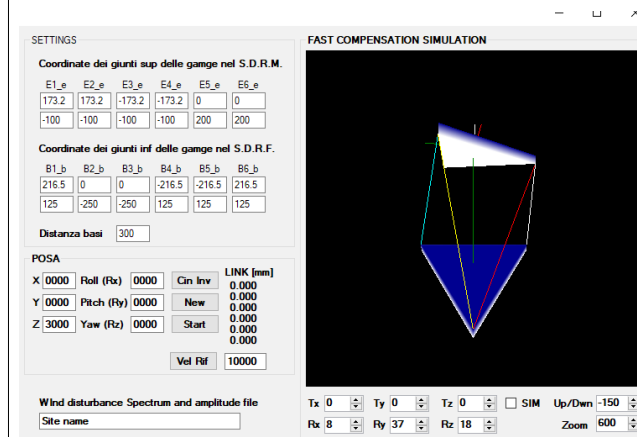 SETTINGS
Coordinate dei giunti sup delle gamge nel S.D.R.M.
E1_e E2_e E3_e E4_e E5_e E6_e
173.2 173.2 -173.2 -173.2 0 0
-100 -100 -100 -100 200 200
Coordinate dei giunti inf delle gamge nel S.D.R.F.
B1_b B2_b B3_b B4_b B5_b B6_b
216.5 0 0 -216.5 -216.5 216.5
125 -250 -250 125 125 125
Distanza basi 300
POSA
LINK [mm]
X 0000 Roll (Rx) 0000 Cin Inv 0.000
0.000
Y 0000 Pitch (Ry) 0000 New 0.000
0.000
Z 3000 Yaw (Rz) 0000 Start 0.000
0.000
Vel Rif 10000
WInd disturbance Spectrum and amplitude file
Site name
FAST COMPENSATION SIMULATION
Tx 0 Ty 0 Tz 0 SIM Up/Dwn -150
Rx 8 Ry 37 Rz 18 Zoom 600